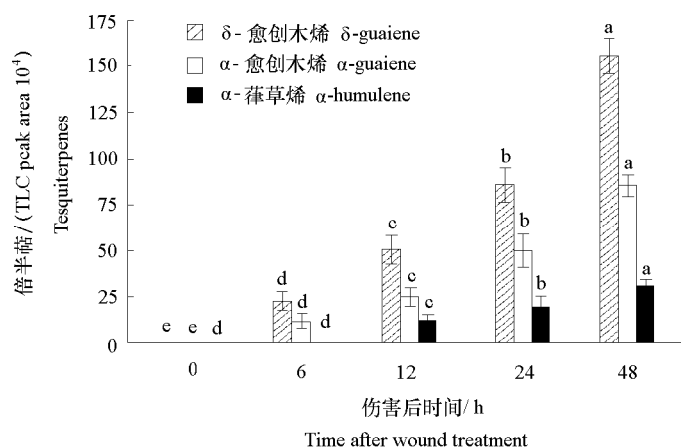 倍半萜/(TLC pcak area 10⁴)
Tesquiterpenes
175
150
125
100
75
50
25
0
δ-愈创木烯 δ-guaiene
α-愈创木烯 α-guaiene
α-葎草烯 α-humulene
e e d
d d d
c c c
b b b
a a a
0 6 12 24 48
伤害后时间/h
Time after wound treatment